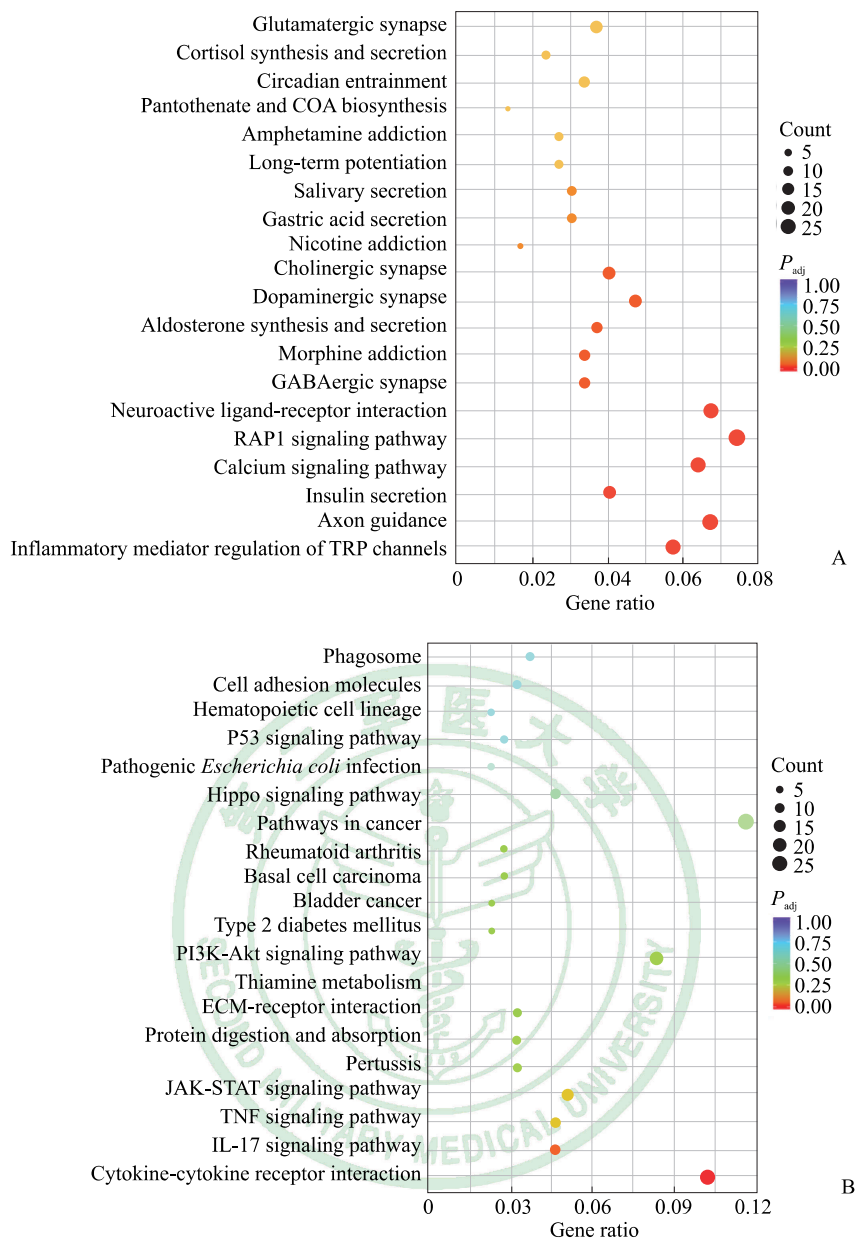 Glutamatergic synapse
Cortisol synthesis and secretion
Circadian entrainment
Pantothenate and COA biosynthesis
Amphetamine addiction
Long-term potentiation
Salivary secretion
Gastric acid secretion
Nicotine addiction
Cholinergic synapse
Dopaminergic synapse
Aldosterone synthesis and secretion
Morphine addiction
GABAergic synapse
Neuroactive ligand-receptor interaction
RAP1 signaling pathway
Calcium signaling pathway
Insulin secretion
Axon guidance
Inflammatory mediator regulation of TRP channels
0 0.02 0.04 0.06 0.08
Gene ratio
Count
5
10
15
20
25
Padj
1.00
0.75
0.50
0.25
0.00
A
Phagosome
Cell adhesion molecules
Hematopoietic cell lineage
P53 signaling pathway
Pathogenic Escherichia coli infection
Hippo signaling pathway
Pathways in cancer
Rheumatoid arthritis
Basal cell carcinoma
Bladder cancer
Type 2 diabetes mellitus
PI3K-Akt signaling pathway
Thiamine metabolism
ECM-receptor interaction
Protein digestion and absorption
Pertussis
JAK-STAT signaling pathway
TNF signaling pathway
IL-17 signaling pathway
Cytokine-cytokine receptor interaction
0 0.03 0.06 0.09 0.12
Gene ratio
Count
5
10
15
20
25
Padj
1.00
0.75
0.50
0.25
0.00
B
SECOND MILITARY MEDICAL UNIVERSITY